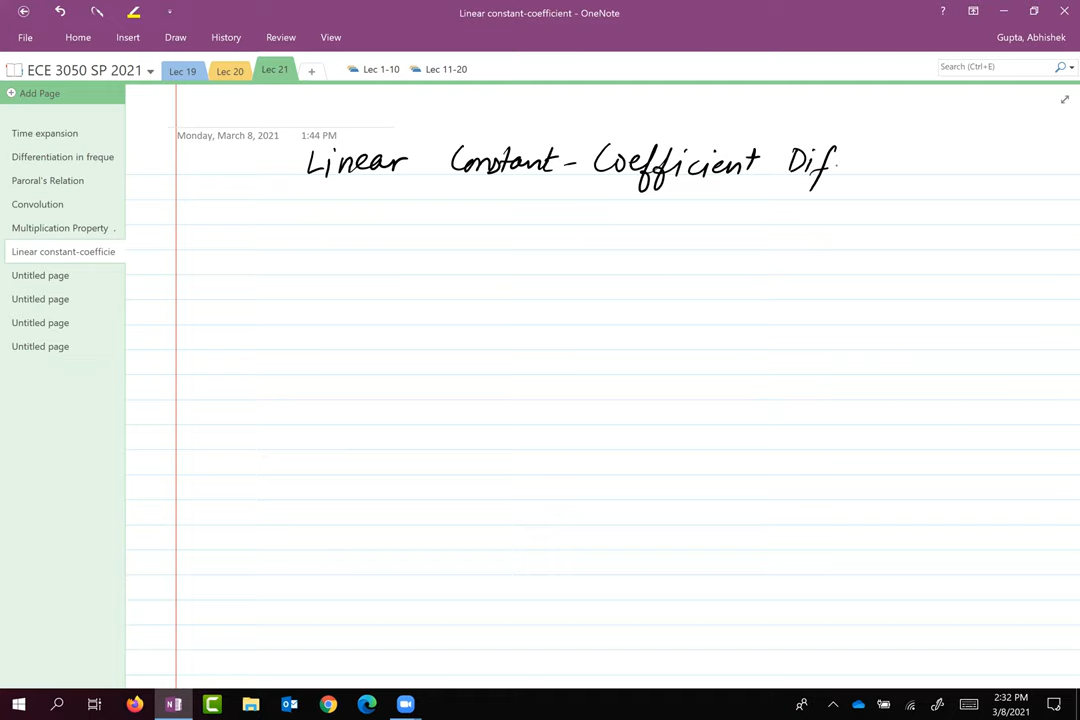 Linear constant-coefficient - OneNote
?
File Home Insert Draw History Review View
Gupta, Abhishek
ECE 3050 SP 2021 Lec 19 Lec 20 Lec 21 + Lec 1-10 Lec 11-20
Search (Ctrl+E)
Add Page
Monday, March 8, 2021 1:44 PM
Linear Constant-Coefficient Dif
Time expansion
Differentiation in freque
Paroral's Relation
Convolution
Multiplication Property .
Linear constant-coefficie
Untitled page
Untitled page
Untitled page
Untitled page
2:32 PM
3/8/2021